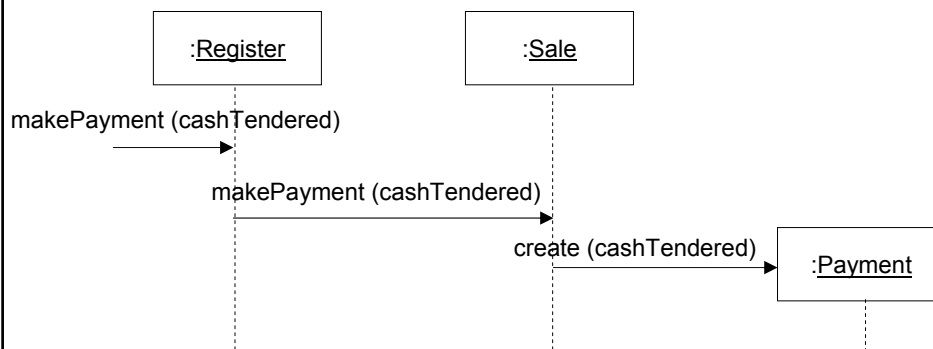 :Register
:Sale
makePayment (cashTendered)
makePayment (cashTendered)
create (cashTendered)
:Payment